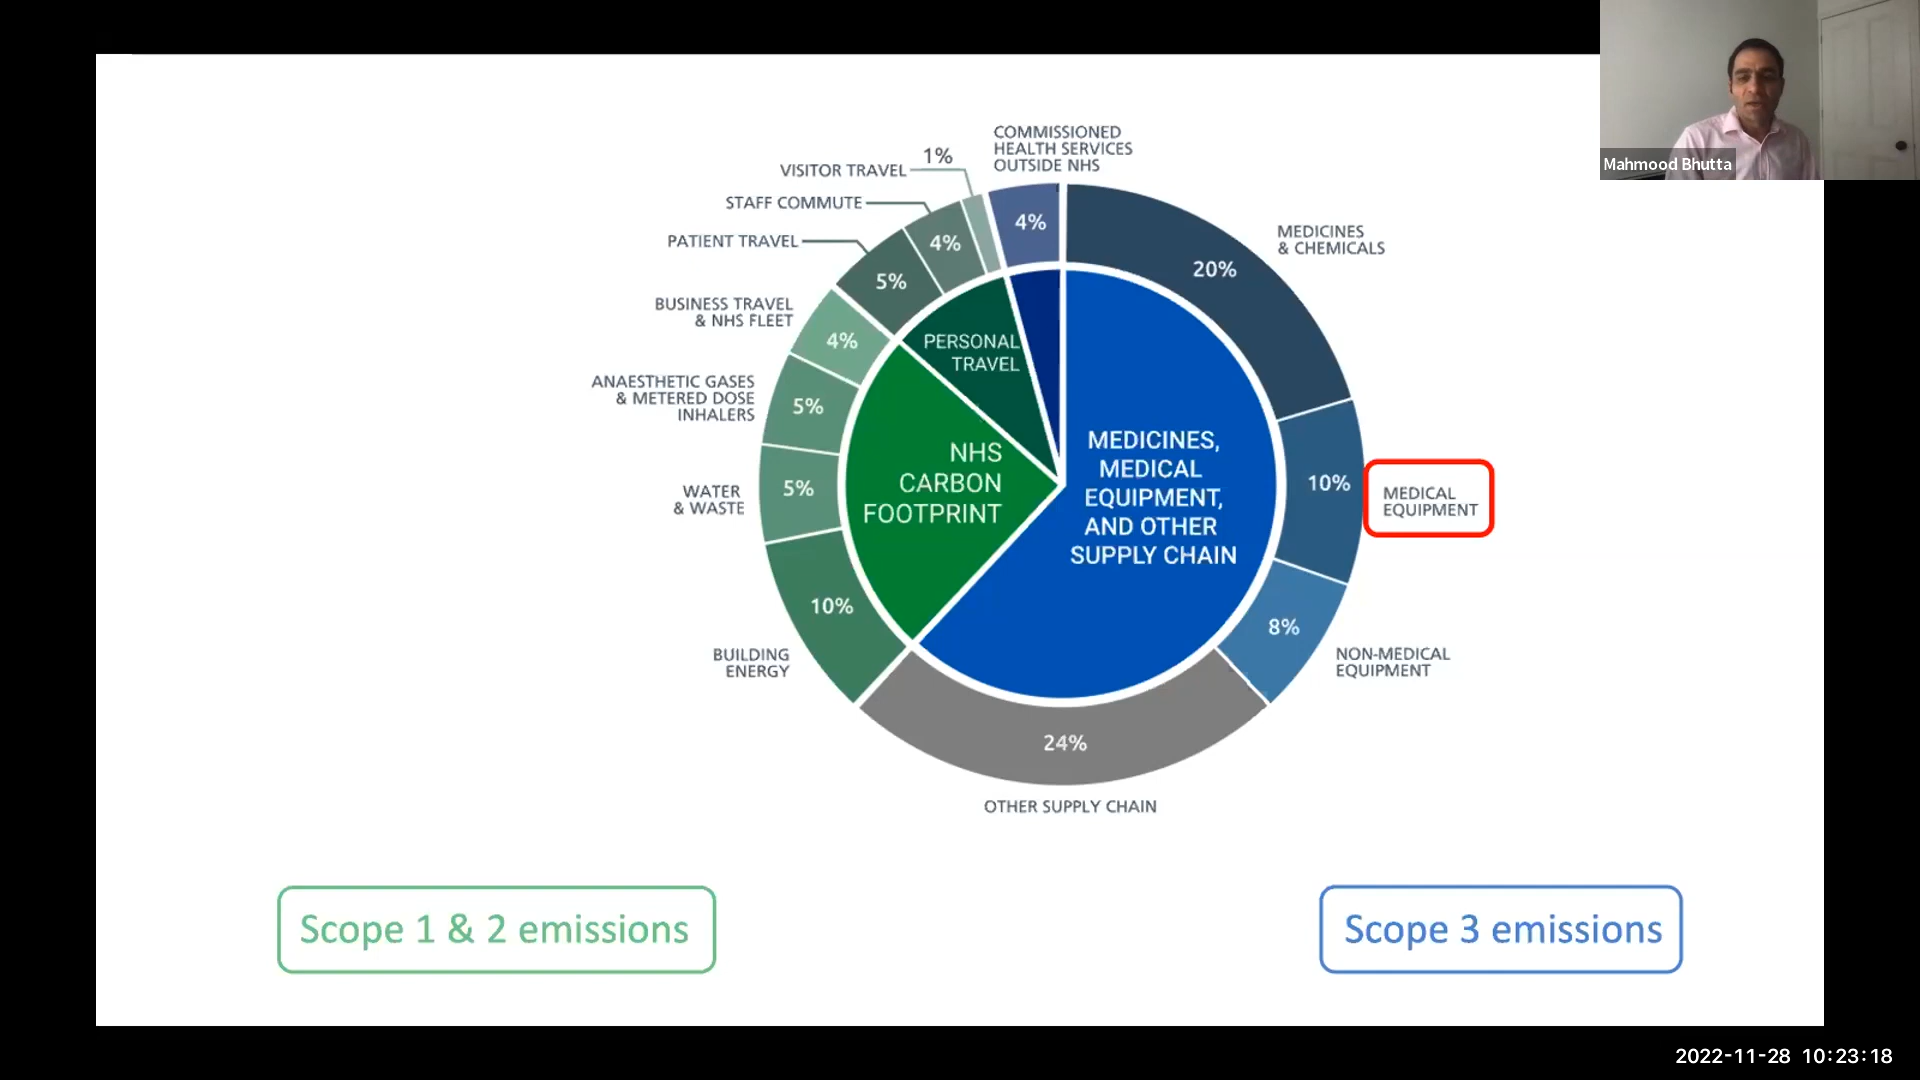 COMMISSIONED
HEALTH SERVICES
OUTSIDE NHS
1%
VISITOR TRAVEL
STAFF COMMUTE
PATIENT TRAVEL
BUSINESS TRAVEL
& NHS FLEET
ANAESTHETIC GASES
& METERED DOSE
INHALERS
WATER
& WASTE
BUILDING
ENERGY
4%
4%
5%
4%
5%
5%
10%
24%
OTHER SUPPLY CHAIN
20%
MEDICINES
& CHEMICALS
10%
MEDICAL
EQUIPMENT
8%
NON-MEDICAL
EQUIPMENT
PERSONAL
TRAVEL
NHS
CARBON
FOOTPRINT
MEDICINES,
MEDICAL
EQUIPMENT,
AND OTHER
SUPPLY CHAIN
Scope 1 & 2 emissions
Scope 3 emissions
Mahmood Bhutta
2022-11-28 10:23:18